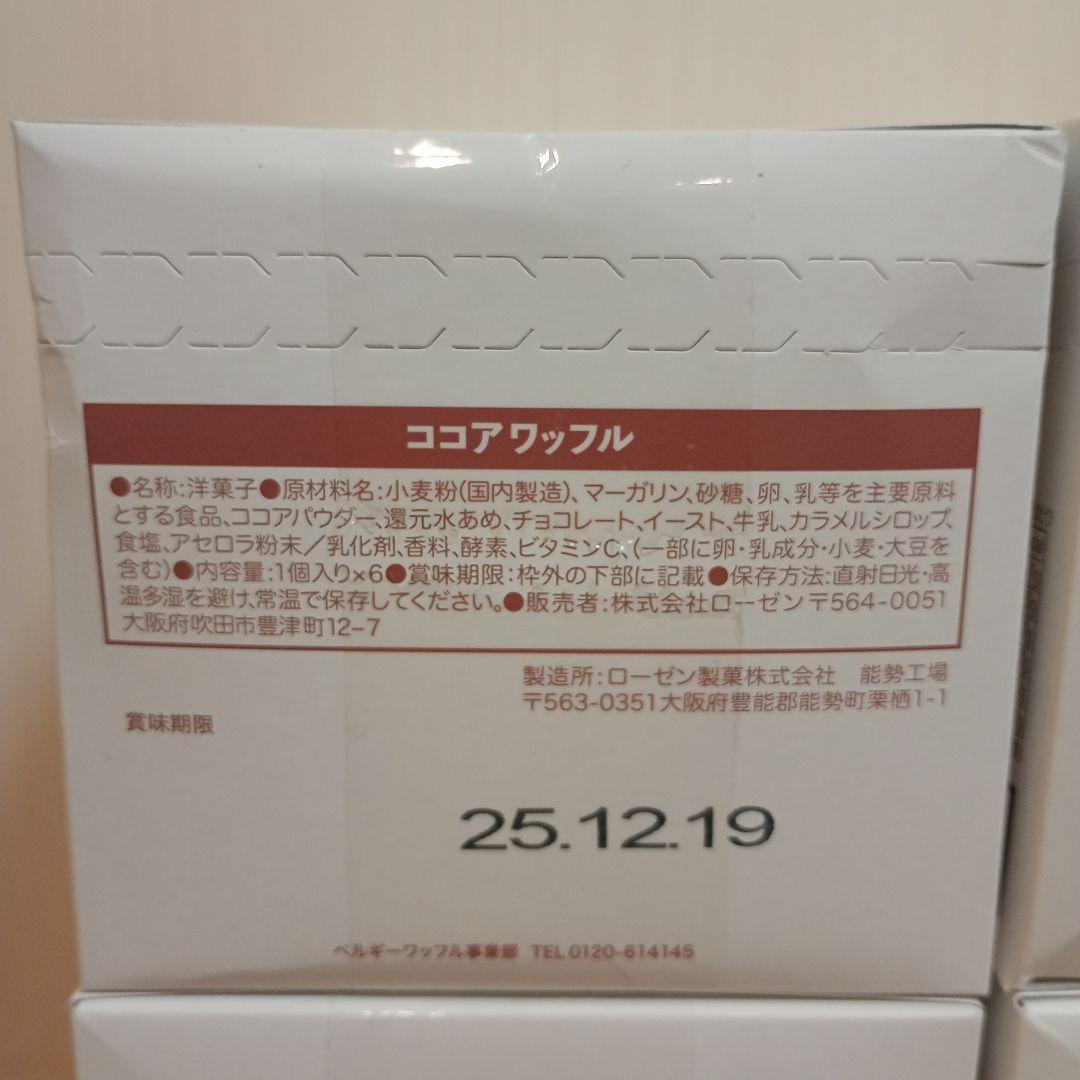 ココアワッフル
●名称:洋菓子●原材料名:小麦粉(国内製造)、マーガリン、砂糖、卵、乳等を主要原料
とする食品、ココアパウダー、還元水あめ、チョコレート、イースト、牛乳、カラメルシロップ、
食塩、アセロラ粉末/乳化剤、香料、酵素、ビタミンC、(一部に卵・乳成分・小麦・大豆を
含む)●内容量:1個入り×6●賞味期限:枠外の下部に記載●保存方法:直射日光・高
温多湿を避け、常温で保存してください。●販売者:株式会社ローゼン〒564-0051
大阪府吹田市豊津町12-7
製造所:ローゼン製菓株式会社 能勢工場
〒563-0351大阪府豊能郡能勢町栗栖1-1
賞味期限
25.12.19
ベルギーワッフル事業部 TEL 0120-614145